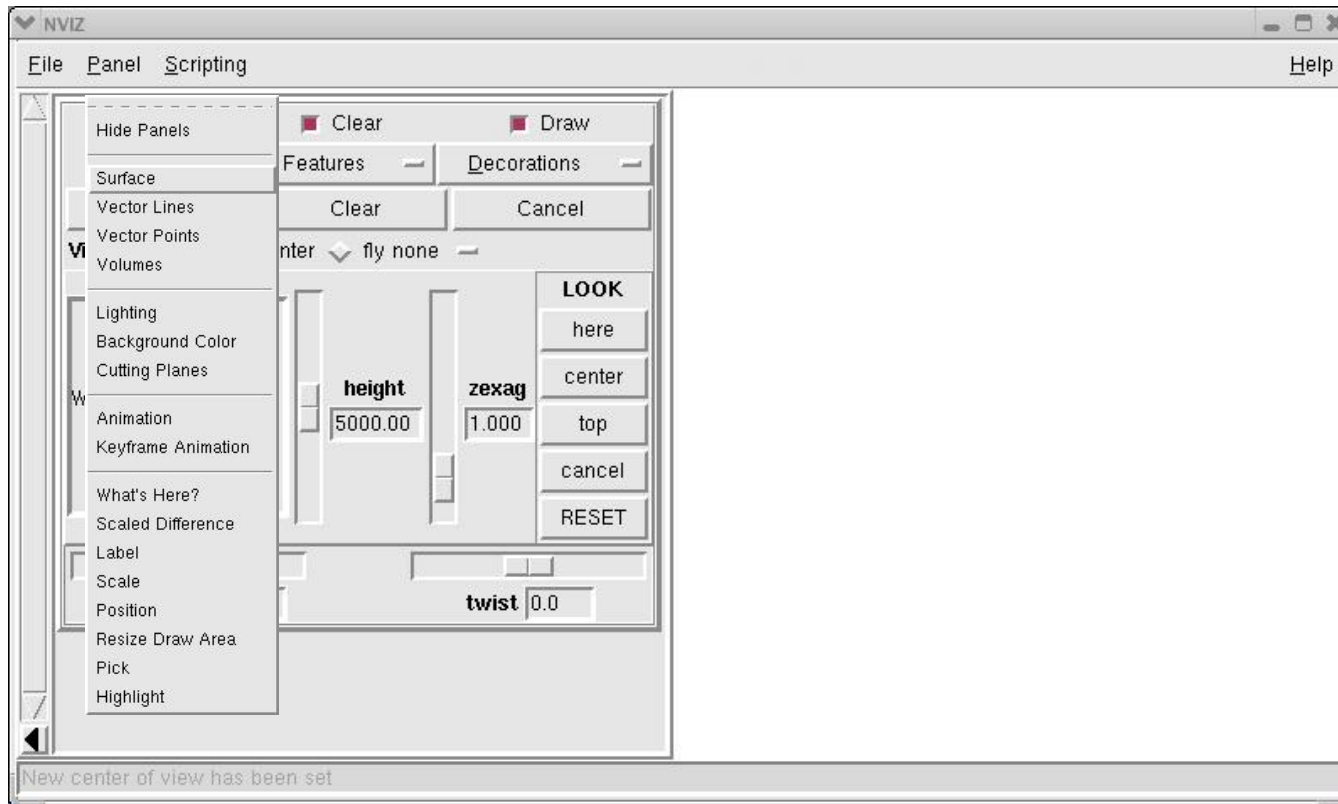 NVIZ
File Panel Scripting Help
Hide Panels
Surface
Vector Lines
Vector Points
Volumes
Lighting
Background Color
Cutting Planes
Animation
Keyframe Animation
What's Here?
Scaled Difference
Label
Scale
Position
Resize Draw Area
Pick
Highlight
Clear Draw
Features Decorations
Clear Cancel
fly none
LOOK
here
center
top
cancel
RESET
height
5000.00
zexag
1.000
twist 0.0
New center of view has been set